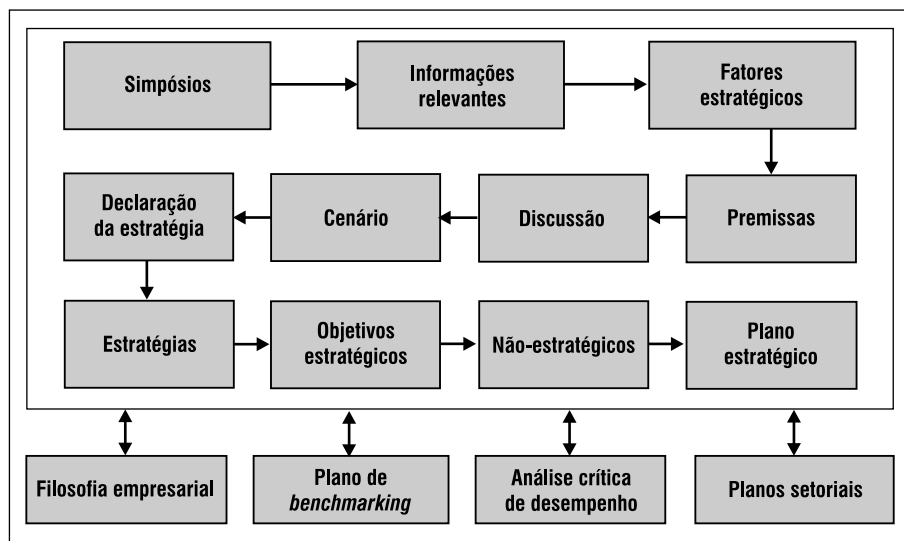 Simpósios
Informações
relevantes
Fatores
estratégicos
Declaração
da estratégia
Cenário
Discussão
Premissas
Estratégias
Objetivos
estratégicos
Não-estratégicos
Plano
estratégico
Filosofia empresarial
Plano de
benchmarking
Análise crítica
de desempenho
Planos setoriais